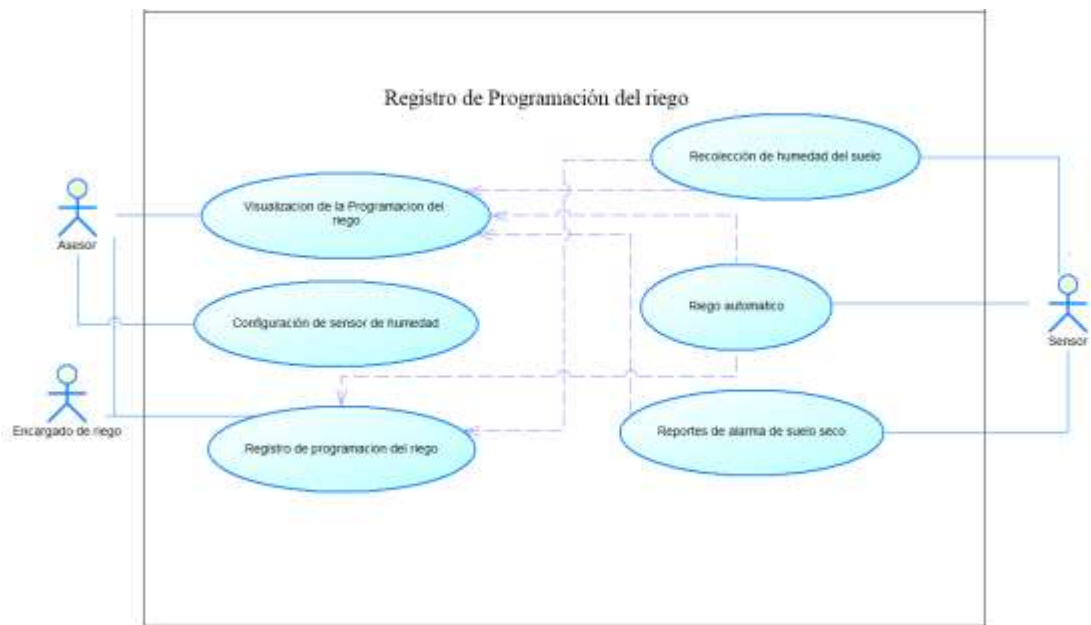 Registro de Programación del riego
Recolección de humedad del suelo
Visualizacion de la Programacion del
riego
Asesor
Riego automatico
Configuración de sensor de humedad
Sensor
Encargado de riego
Registro de programacion del riego
Reportes de alarma de suelo seco